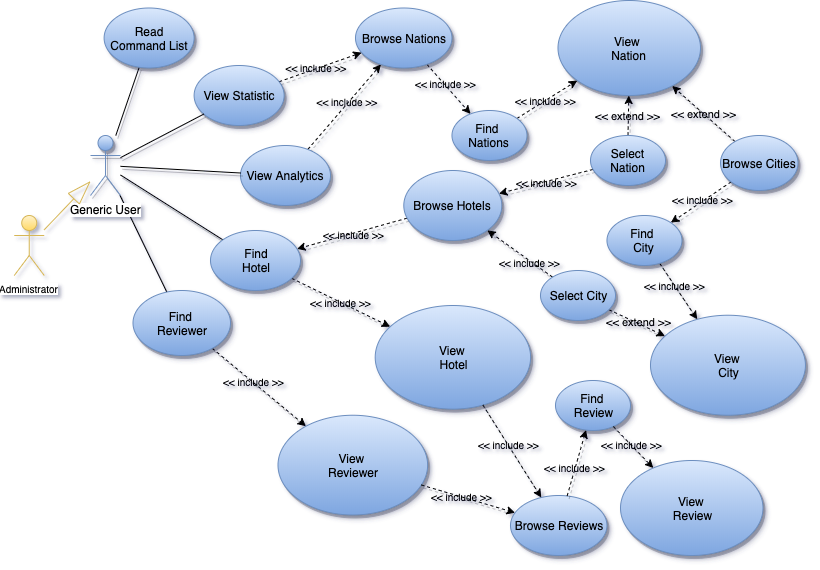 Read
Command List
Browse Nations
View
Nation
<< include >>
View Statistic
<< include >>
<< include >>
<< include >>
<< extend >>
<< extend >>
Find
Nations
Select
Nation
Browse Cities
View Analytics
<< include >>
<< include >>
Browse Hotels
Generic User
<< include >>
Find
City
Find
Hotel
<< include >>
<< include >>
Administrator
Select City
<< include >>
Find
Reviewer
<< extend >>
View
Hotel
View
City
<< include >>
Find
Review
<< include >>
<< include >>
View
Reviewer
<< include >>
<< include >>
View
Review
Browse Reviews